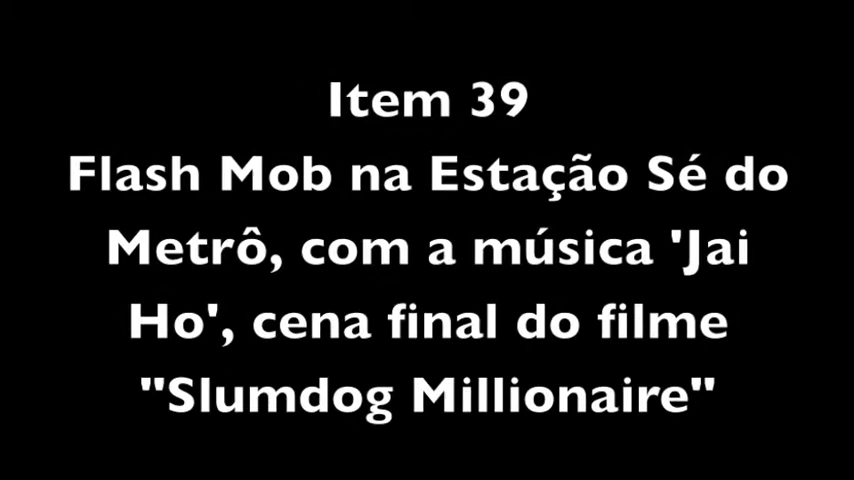 Item 39
Flash Mob na Estação Sé do
Metrô, com a música 'Jai
Ho', cena final do filme
"Slumdog Millionaire"